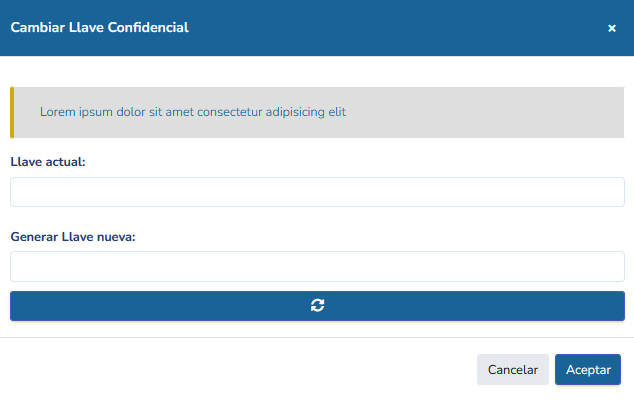 Cambiar Llave Confidencial
×
Lorem ipsum dolor sit amet consectetur adipisicing elit
Llave actual:
Generar Llave nueva:
Cancelar
Aceptar